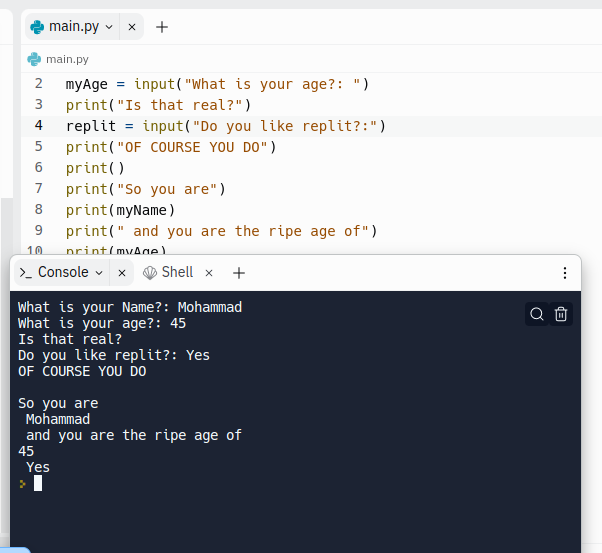 main.py
main.py
2 myAge = input("What is your age?: ")
3 print("Is that real?")
4 replit = input("Do you like replit?:")
5 print("OF COURSE YOU DO")
6 print()
7 print("So you are")
8 print(myName)
9 print(" and you are the ripe age of")
10 print(myAge)
Console Shell
What is your Name?: Mohammad
What is your age?: 45
Is that real?
Do you like replit?: Yes
OF COURSE YOU DO
So you are
Mohammad
and you are the ripe age of
45
Yes